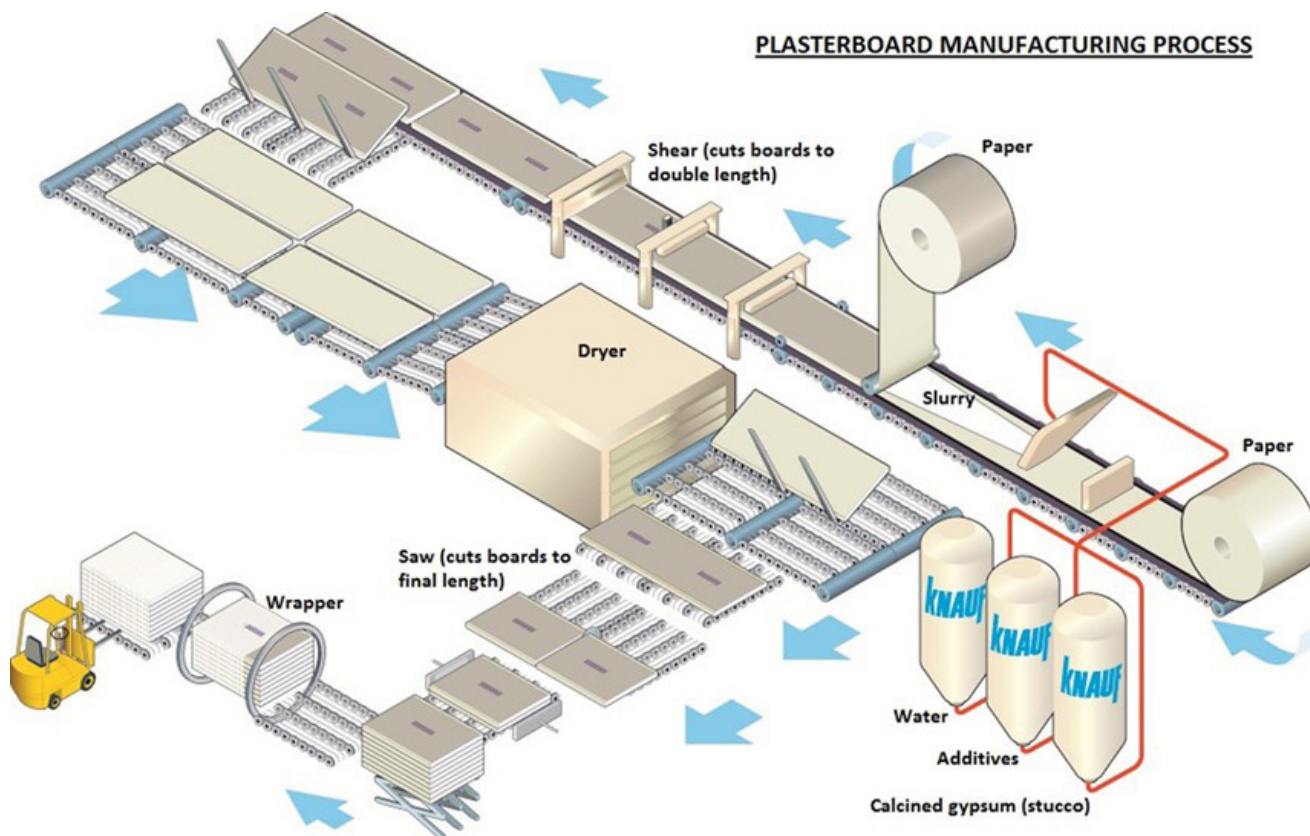 PLASTERBOARD MANUFACTURING PROCESS
Shear (cuts boards to
double length)
Paper
Dryer
Slurry
Paper
Saw (cuts boards to
final length)
Wrapper
KNAUF
KNAUF
KNAUF
Water
Additives
Calcined gypsum (stucco)